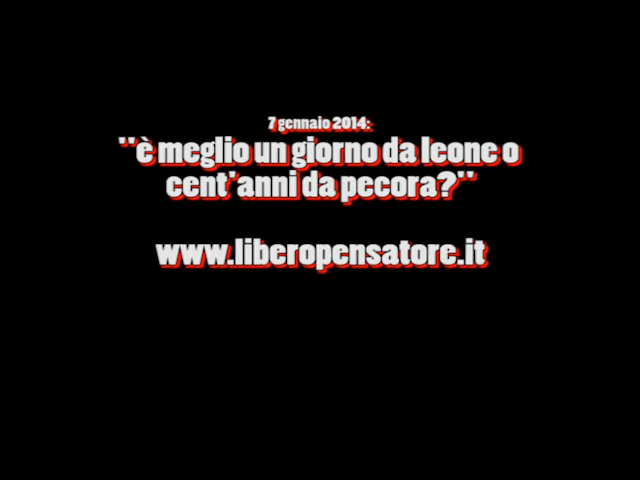 7 gennaio 2014:
"è meglio un giorno da leone o
cent'anni da pecora?"
www.liberopensatore.it